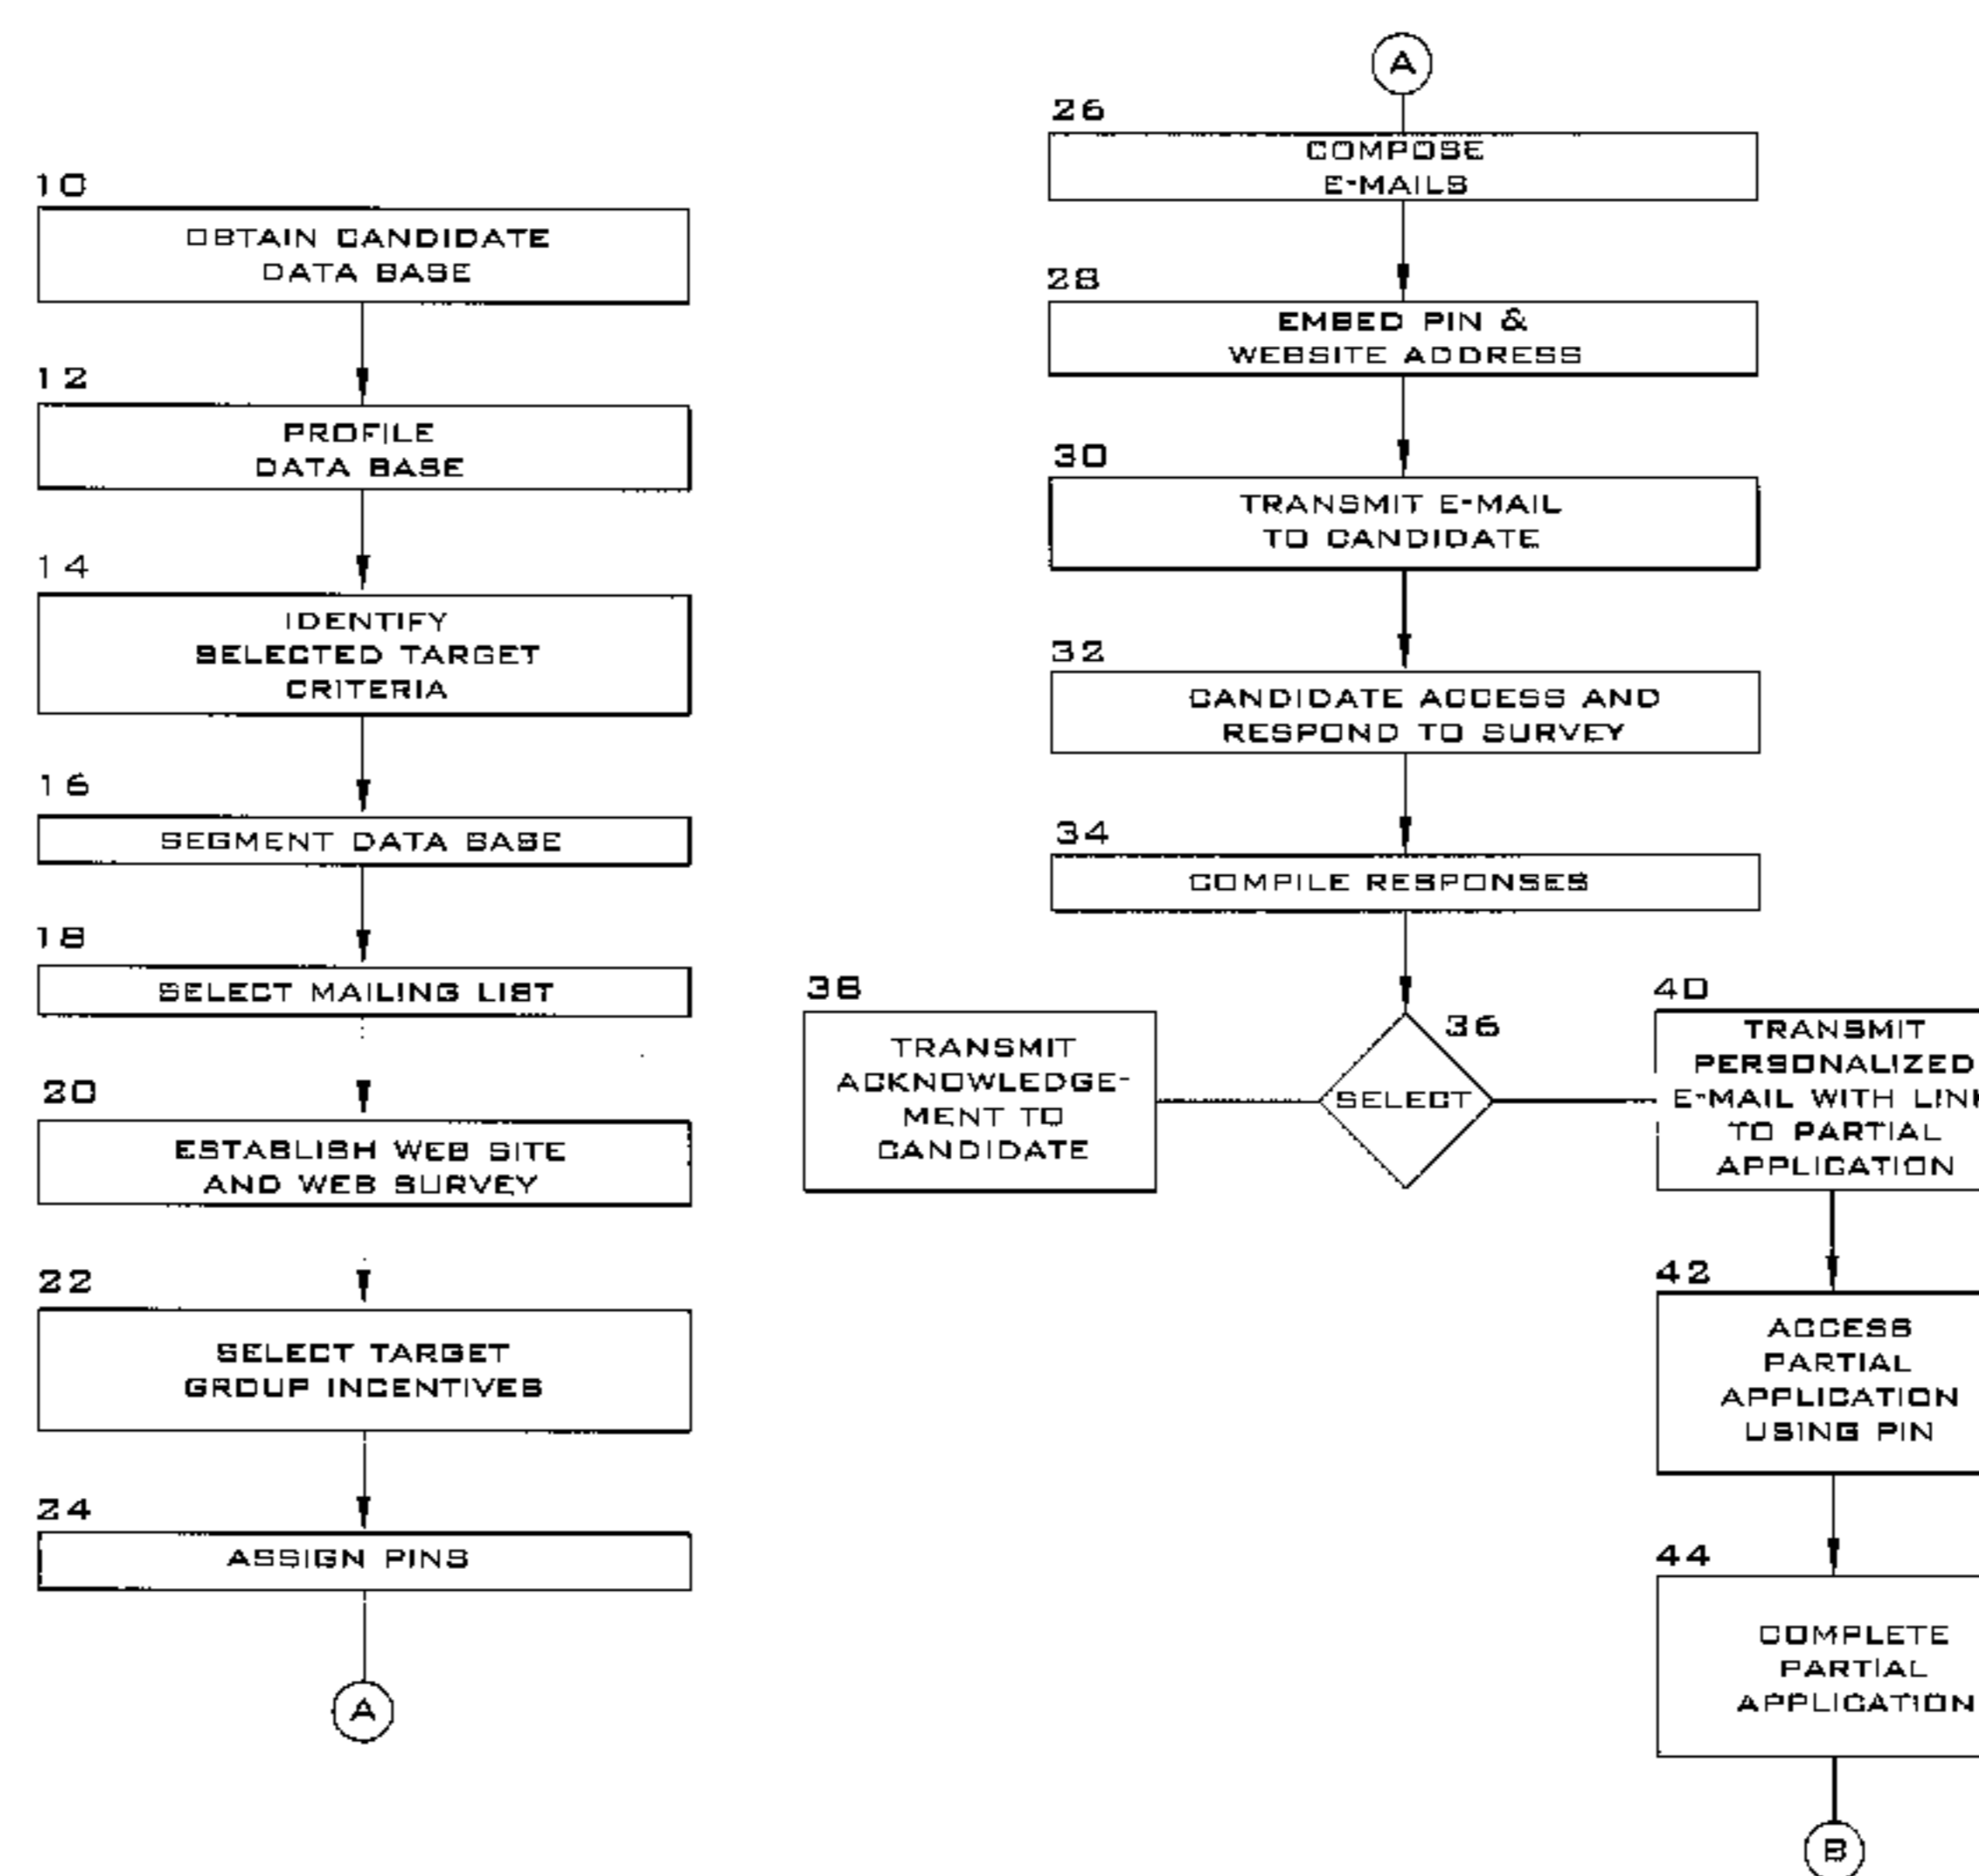 10
OBTAIN CANDIDATE
DATA BASE
12
PROFILE
DATA BASE
14
IDENTIFY
SELECTED TARGET
CRITERIA
16
SEGMENT DATA BASE
18
SELECT MAILING LIST
20
ESTABLISH WEB SITE
AND WEB SURVEY
22
SELECT TARGET
GROUP INCENTIVES
24
ASSIGN PINS
A
A
26
COMPOSE
E-MAILS
28
EMBED PIN &
WEBSITE ADDRESS
30
TRANSMIT E-MAIL
TO CANDIDATE
32
CANDIDATE ACCESS AND
RESPOND TO SURVEY
34
COMPILE RESPONSES
36
SELECT
38
TRANSMIT
ACKNOWLEDGE-
MENT TO
CANDIDATE
40
TRANSMIT
PERSONALIZED
E-MAIL WITH LINK
TO PARTIAL
APPLICATION
42
ACCESS
PARTIAL
APPLICATION
USING PIN
44
COMPLETE
PARTIAL
APPLICATION
B